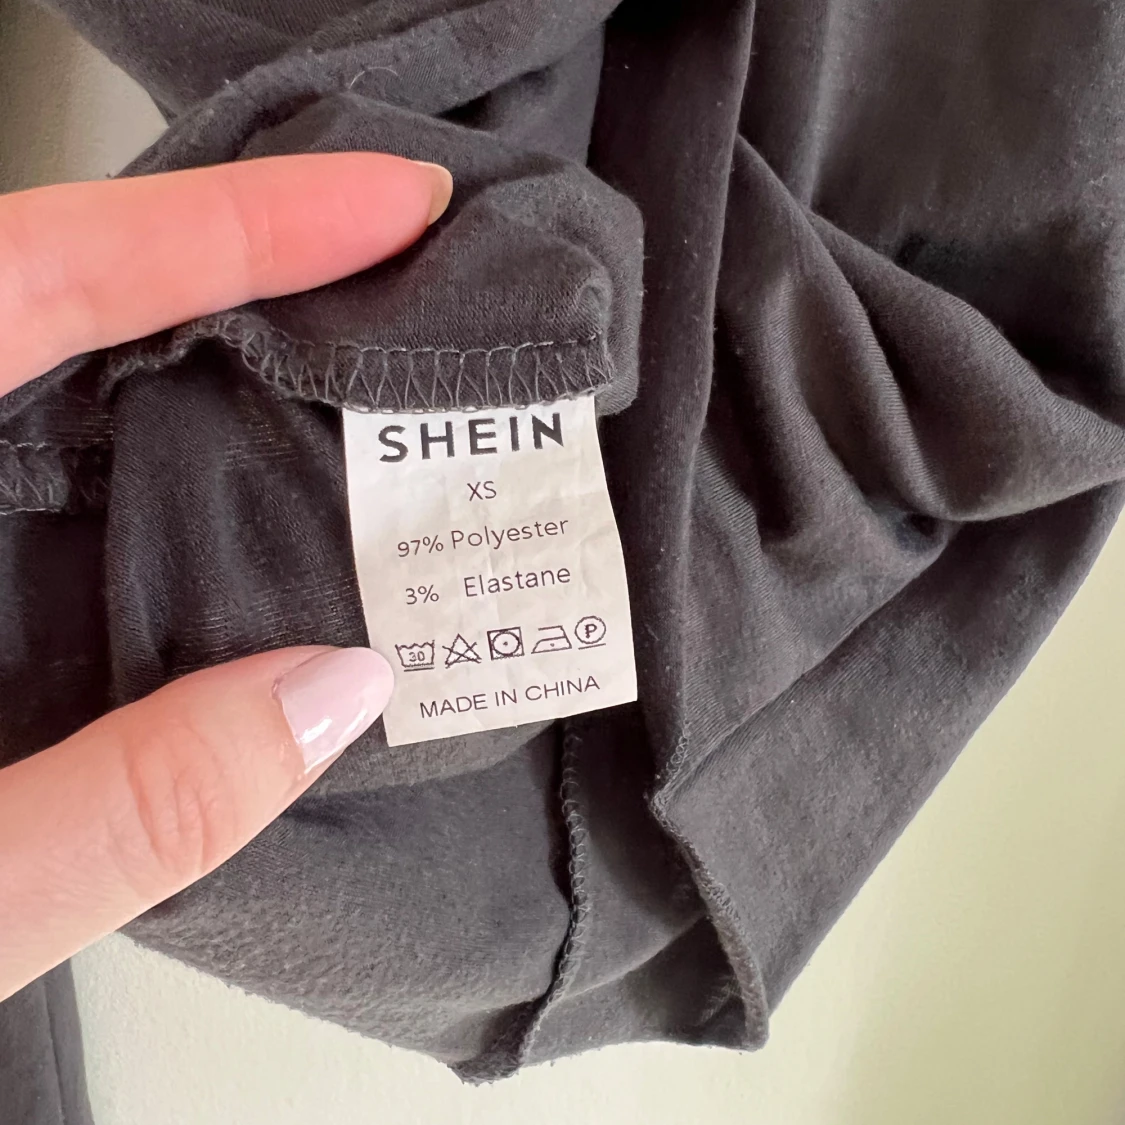 SHEIN
XS
97% Polyester
3% Elastane
30 P
MADE IN CHINA